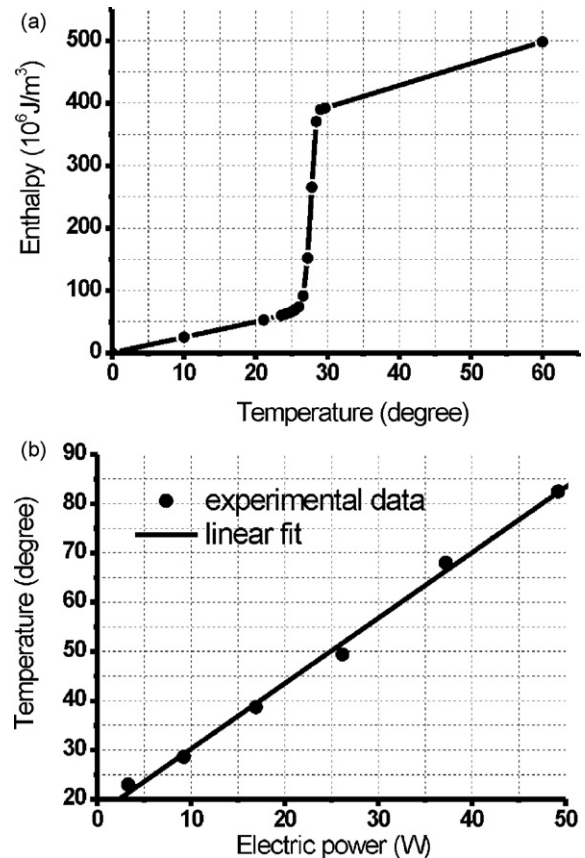 (a)
500
400
300
200
100
0
Enthalpy (10⁶J/m³)
0 10 20 30 40 50 60
Temperature (degree)
(b)
90
80
70
60
50
40
30
20
Temperature (degree)
experimental data
linear fit
0 10 20 30 40 50
Electric power (W)